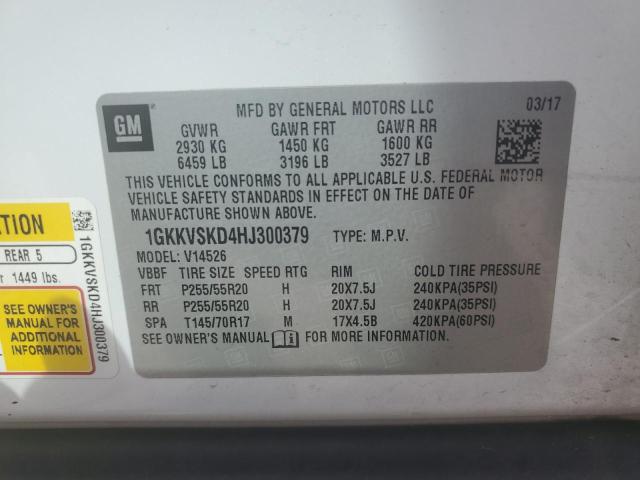 GM
MFD BY GENERAL MOTORS LLC
03/17
GVWR GAWR FRT GAWR RR
2930 KG 1450 KG 1600 KG
6459 LB 3196 LB 3527 LB
THIS VEHICLE CONFORMS TO ALL APPLICABLE U.S. FEDERAL MOTOR
VEHICLE SAFETY STANDARDS IN EFFECT ON THE DATE OF
MANUFACTURE SHOWN ABOVE.
1GKKVSKD4HJ300379 TYPE: M.P.V.
MODEL: V14526
VBBF TIRE SIZE SPEED RTG RIM COLD TIRE PRESSURE
FRT P255/55R20 H 20X7.5J 240KPA(35PSI)
RR P255/55R20 H 20X7.5J 240KPA(35PSI)
SPA T145/70R17 M 17X4.5B 420KPA(60PSI)
SEE OWNER'S MANUAL FOR MORE INFORMATION.
REAR 5
1449 lbs.
SEE OWNER'S
MANUAL FOR
ADDITIONAL
INFORMATION
1GKKVSKD4HJ300379